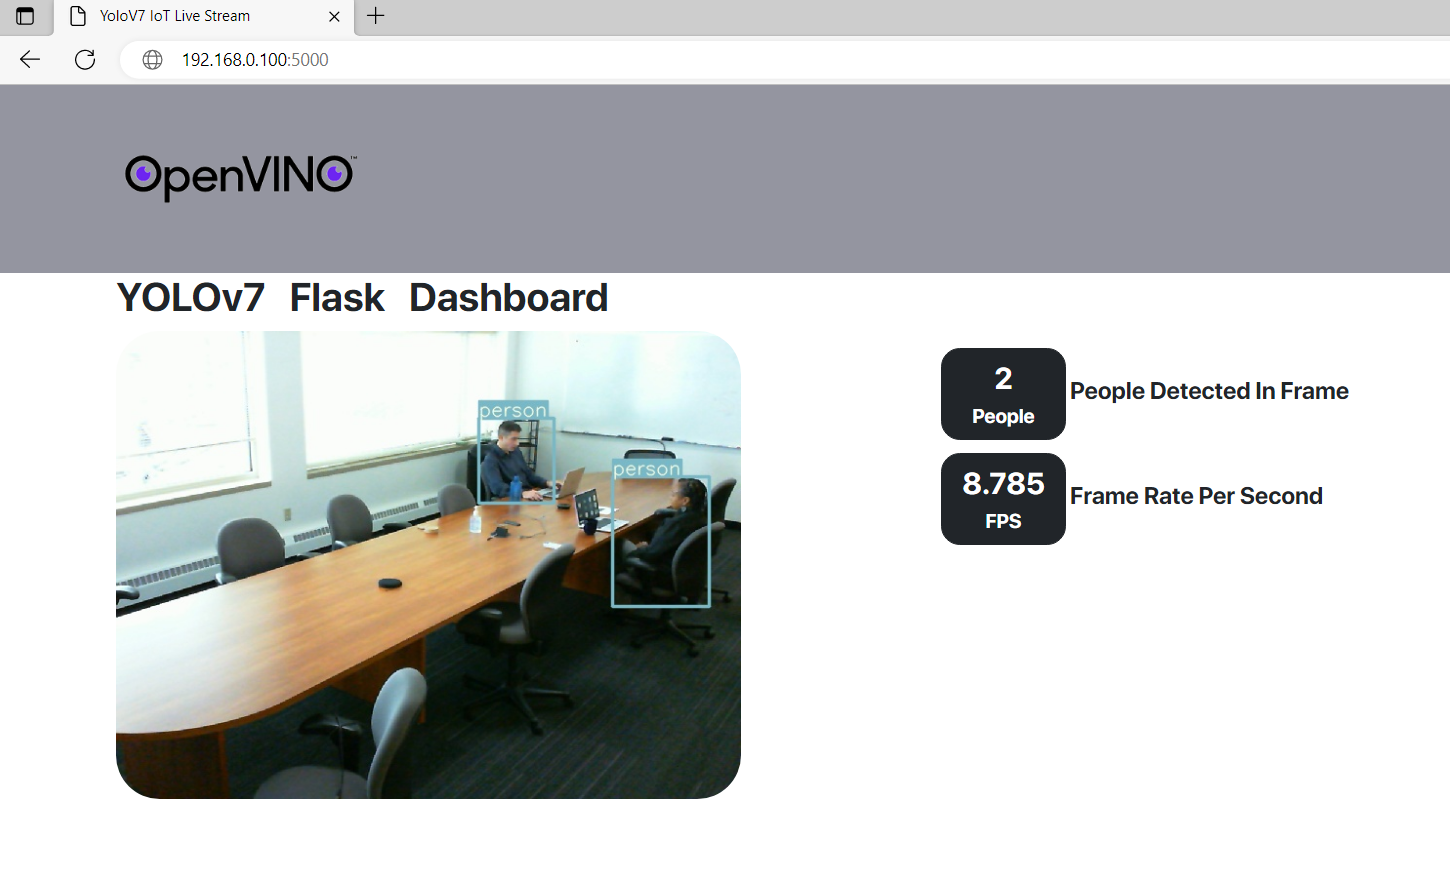 YoloV7 IoT Live Stream
192.168.0.100:5000
OpenVINO™
YOLOv7 Flask Dashboard
person
person
2
People
People Detected In Frame
8.785
FPS
Frame Rate Per Second